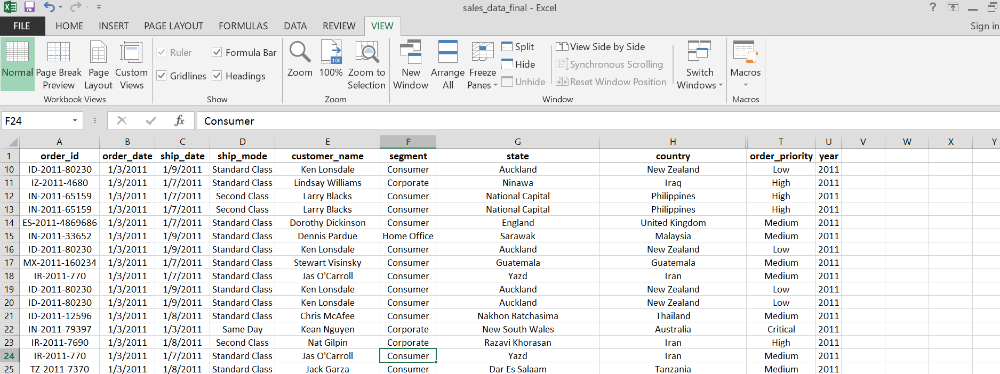 sales_data_final - Excel
?
FILE HOME INSERT PAGE LAYOUT FORMULAS DATA REVIEW VIEW Sign in
Normal Page Break Preview Page Layout Custom Views
Workbook Views
Ruler Formula Bar
Gridlines Headings
Show
Zoom 100% Zoom to Selection
Zoom
New Window Arrange All Freeze Panes
Split
Hide
Unhide
View Side by Side
Synchronous Scrolling
Reset Window Position
Switch Windows
Window
Macros
Macros
F24 fx Consumer
A B C D E F G H T U V W X Y
1 order_id order_date ship_date ship_mode customer_name segment state country order_priority year
10 ID-2011-80230 1/3/2011 1/9/2011 Standard Class Ken Lonsdale Consumer Auckland New Zealand Low 2011
11 IZ-2011-4680 1/3/2011 1/7/2011 Standard Class Lindsay Williams Corporate Ninawa Iraq High 2011
12 IN-2011-65159 1/3/2011 1/7/2011 Second Class Larry Blacks Consumer National Capital Philippines High 2011
13 IN-2011-65159 1/3/2011 1/7/2011 Second Class Larry Blacks Consumer National Capital Philippines High 2011
14 ES-2011-4869686 1/3/2011 1/7/2011 Standard Class Dorothy Dickinson Consumer England United Kingdom Medium 2011
15 IN-2011-33652 1/3/2011 1/9/2011 Standard Class Dennis Pardue Home Office Sarawak Malaysia Medium 2011
16 ID-2011-80230 1/3/2011 1/9/2011 Standard Class Ken Lonsdale Consumer Auckland New Zealand Low 2011
17 MX-2011-160234 1/3/2011 1/7/2011 Standard Class Stewart Visinsky Consumer Guatemala Guatemala Medium 2011
18 IR-2011-770 1/3/2011 1/7/2011 Standard Class Jas O'Carroll Consumer Yazd Iran Medium 2011
19 ID-2011-80230 1/3/2011 1/9/2011 Standard Class Ken Lonsdale Consumer Auckland New Zealand Low 2011
20 ID-2011-80230 1/3/2011 1/9/2011 Standard Class Ken Lonsdale Consumer Auckland New Zealand Low 2011
21 ID-2011-12596 1/3/2011 1/8/2011 Standard Class Chris McAfee Consumer Nakhon Ratchasima Thailand Medium 2011
22 IN-2011-79397 1/3/2011 1/3/2011 Same Day Kean Nguyen Corporate New South Wales Australia Critical 2011
23 IR-2011-7690 1/3/2011 1/8/2011 Second Class Nat Gilpin Corporate Razavi Khorasan Iran High 2011
24 IR-2011-770 1/3/2011 1/7/2011 Standard Class Jas O'Carroll Consumer Yazd Iran Medium 2011
25 TZ-2011-7370 1/3/2011 1/8/2011 Standard Class Jack Garza Consumer Dar Es Salaam Tanzania Medium 2011